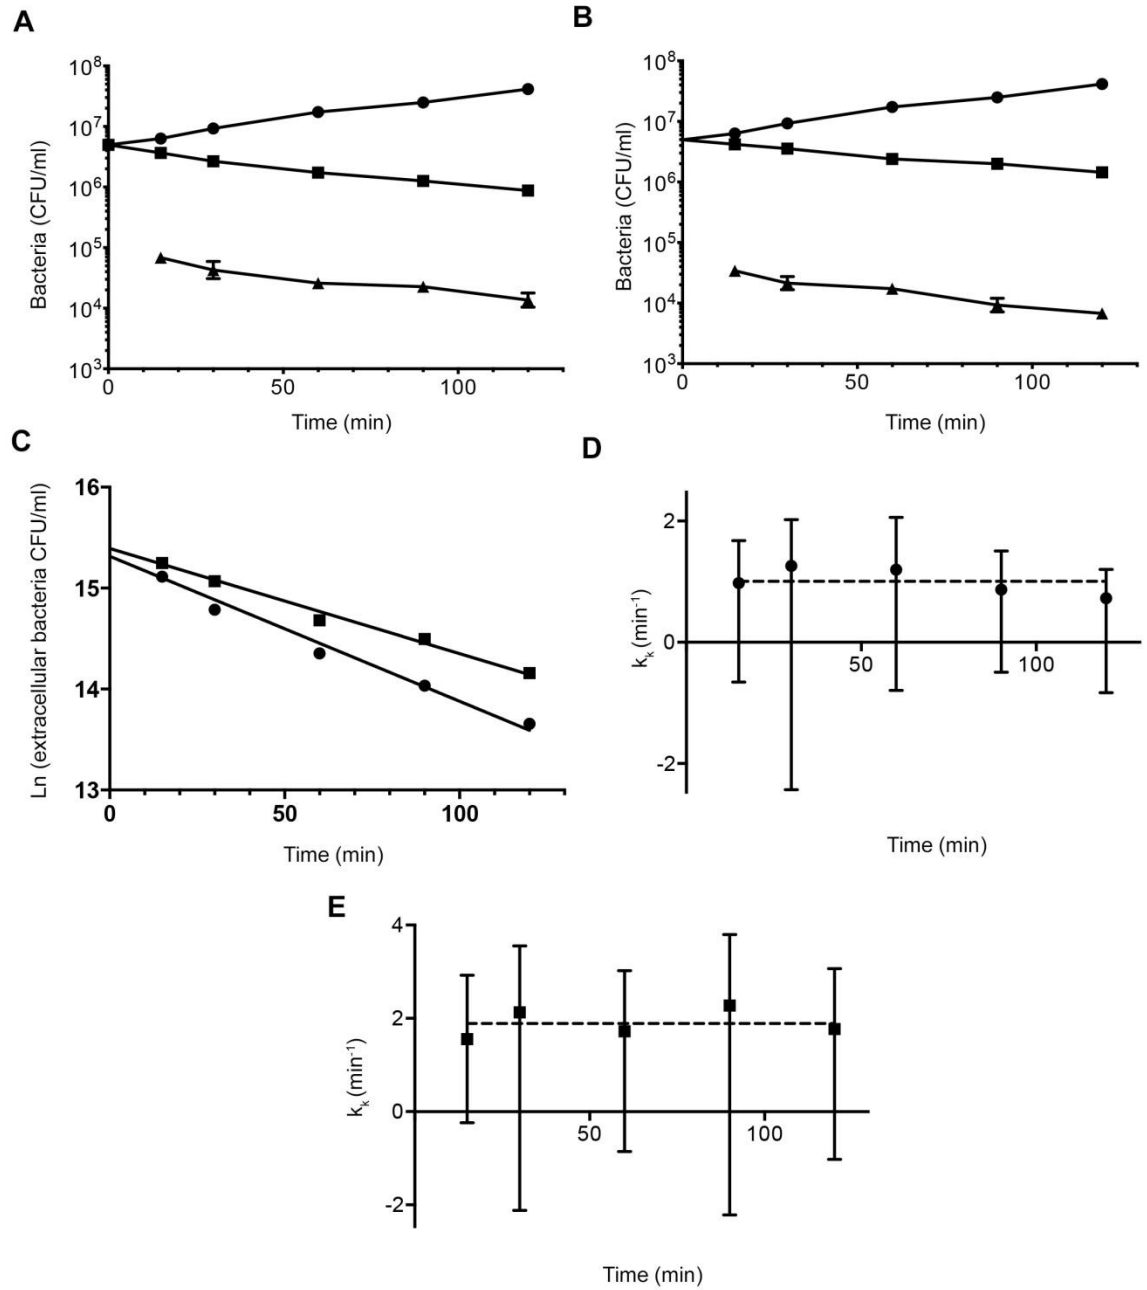 A
Bacteria (CFU/ml)
10⁸
10⁷
10⁶
10⁵
10⁴
10³
0
50
100
Time (min)
B
Bacteria (CFU/ml)
10⁸
10⁷
10⁶
10⁵
10⁴
10³
0
50
100
Time (min)
C
Ln (extracellular bacteria CFU/ml)
16
15
14
13
0
50
100
Time (min)
D
kₖ (min⁻¹)
2
0
-2
50
100
Time (min)
E
kₖ (min⁻¹)
4
2
0
-2
50
100
Time (min)